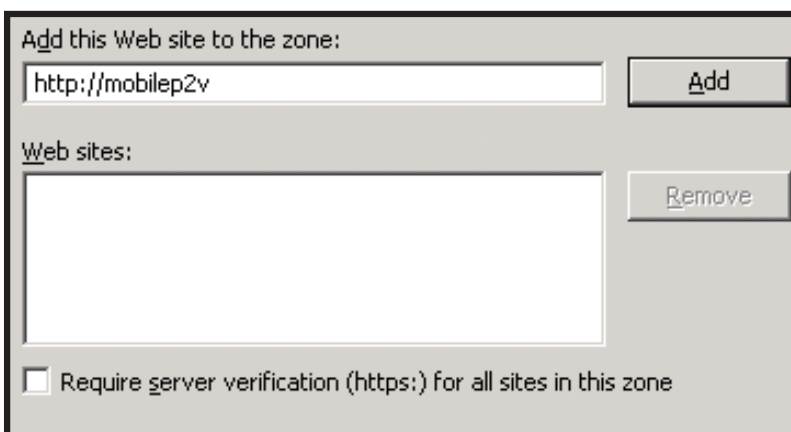 Add this Web site to the zone:
http://mobilep2v
Add
Web sites:
Remove
Require server verification (https:) for all sites in this zone